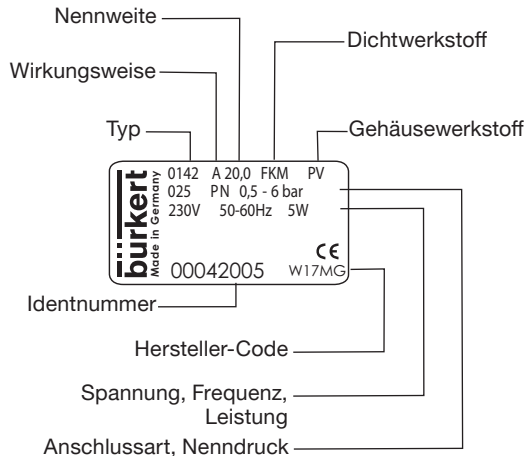 Nennweite
Dichtwerkstoff
Wirkungsweise
Typ
Gehäusewerkstoff
bürkert
Made in Germany
0142 A 20,0 FKM PV
025 PN 0,5 - 6 bar
230V 50-60Hz 5W
CE
00042005 W17MG
Identnummer
Hersteller-Code
Spannung, Frequenz,
Leistung
Anschlussart, Nenndruck